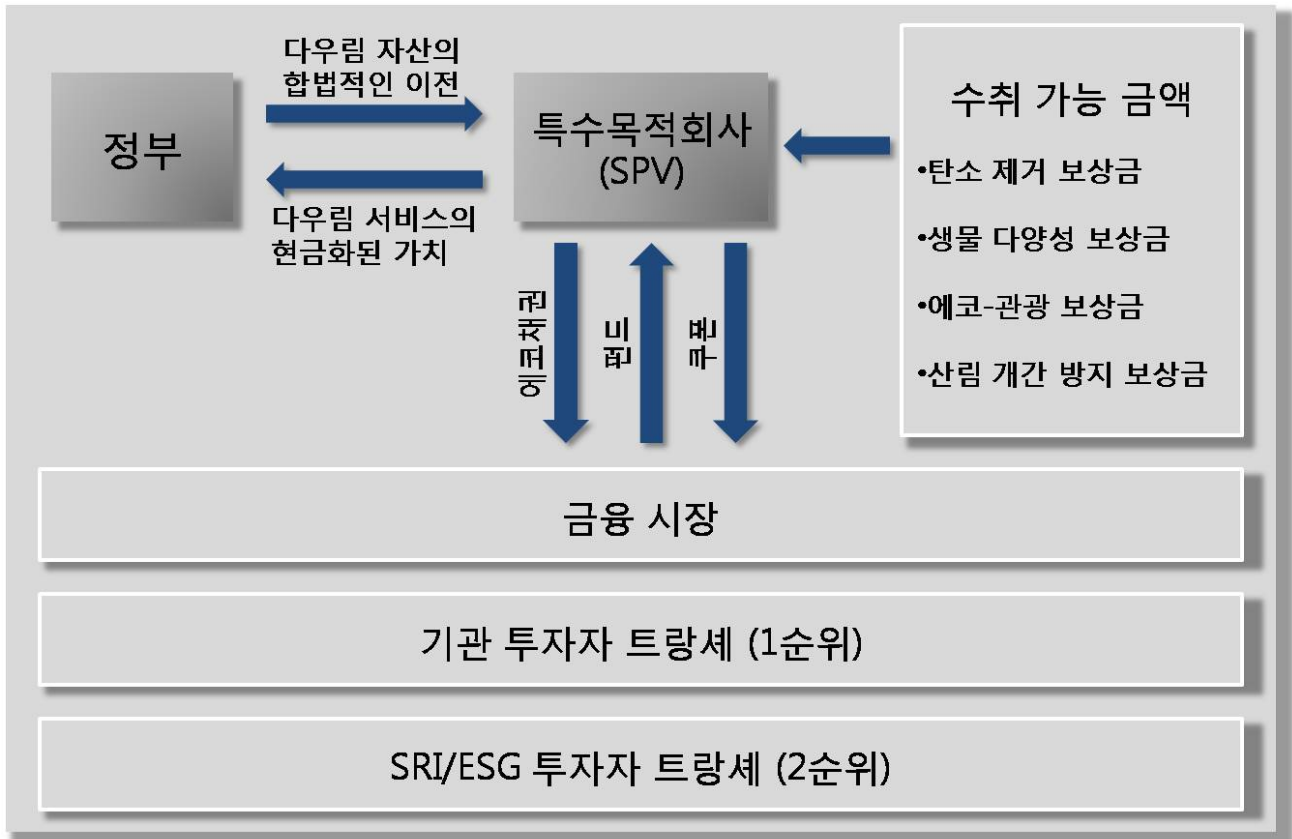 다우림 자산의
합법적인 이전
정부
특수목적회사
(SPV)
다우림 서비스의
현금화된 가치
수취 가능 금액
•탄소 제거 보상금
•생물 다양성 보상금
•에코-관광 보상금
•산림 개간 방지 보상금
에코채권
펀드
쿠폰
금융 시장
기관 투자자 트랑셰 (1순위)
SRI/ESG 투자자 트랑셰 (2순위)